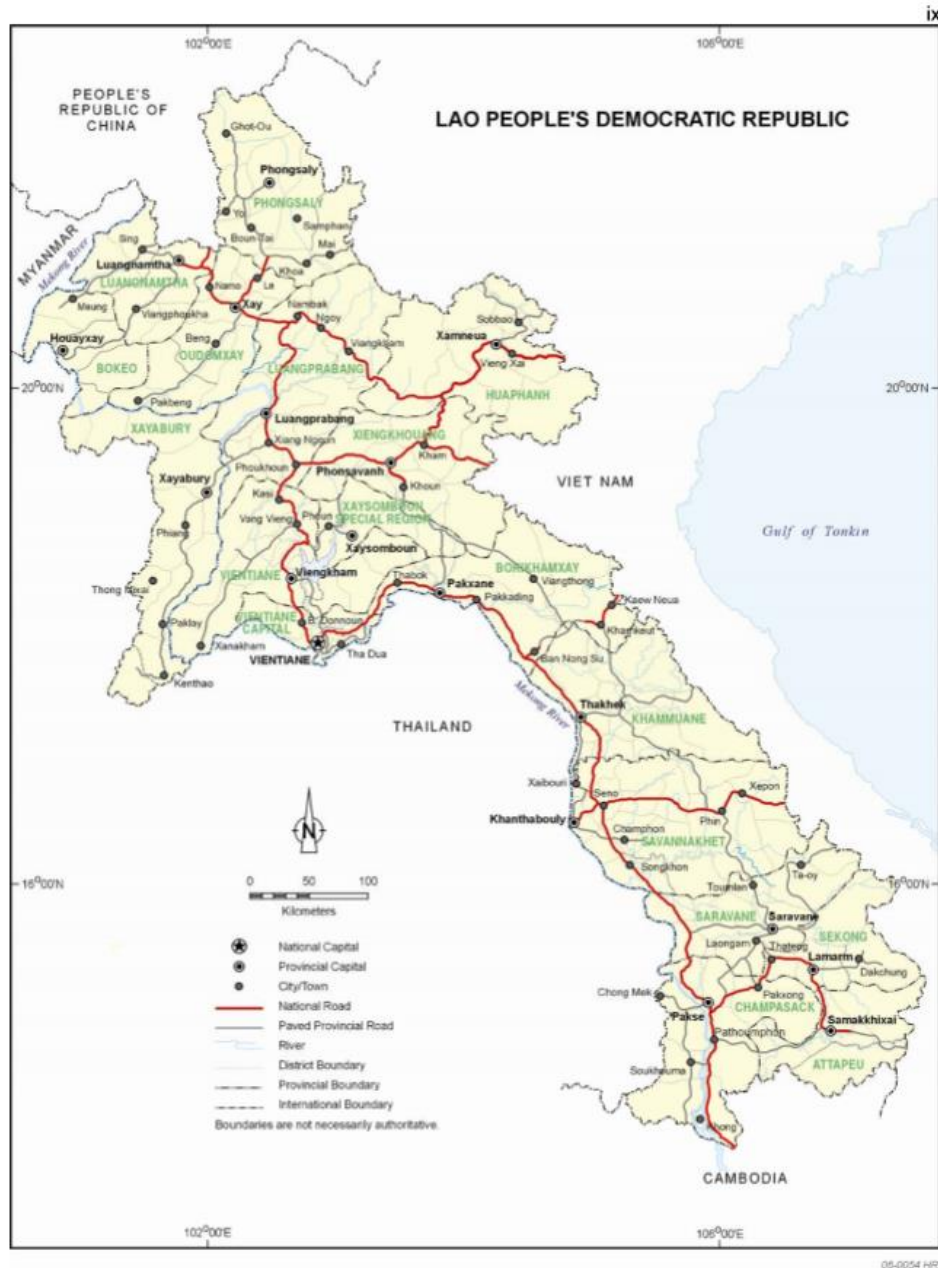 ix
102°00'E
106°00'E
PEOPLE'S
REPUBLIC OF
CHINA
LAO PEOPLE'S DEMOCRATIC REPUBLIC
Ghot-Ou
Phongsaly
PHONGSALY
Yo
Samphan
Boun-Tai
Mai
MYANMAR
Mekong River
Sing
Luangnamtha
LUANGNAMTHA
Khoa
Namo
La
Meung
Viangphoukha
Xay
Nambak
Ngoy
Sobbao
Houayxay
Beng
OUDOMXAY
Viangkham
Xamneua
Vieng Xai
BOKEO
LUANGPRABANG
20°00'N
20°00'N
HUAPHANH
Pakbeng
XAYABURY
Luangprabang
Xiang Ngeun
XIENGKHOUANG
Kham
Phoukhoun
Phonsavanh
VIET NAM
Xayabury
Kasi
Khoun
XAYSOMBOUN
SPECIAL REGION
Phiang
Vang Vieng
Phoun
Xaysomboun
Gulf of Tonkin
VIENTIANE
Viengkham
Thabok
BORIKHAMXAY
Viangthong
Pakxane
Pakkading
Kaew Neua
Khamkeut
Paklay
VIENTIANE
CAPITAL
B. Donnoun
Xanakham
VIENTIANE
Tha Dua
Ban Nong Su
Kenthao
Mekong River
Thakhek
THAILAND
KHAMMUANE
Xaibouri
Seno
Xepon
Khanthabouly
Phin
Champhon
SAVANNAKHET
Songkhon
16°00'N
16°00'N
Ta-oy
Toumlan
SARAVANE
Saravane
SEKONG
Laongam
Thateng
Lamarm
Dakchung
Chong Mek
Pakxong
Pakse
CHAMPASACK
Samakkhixai
Pathoumphon
Soukhouma
ATTAPEU
CAMBODIA
N
0 50 100
Kilometers
National Capital
Provincial Capital
City/Town
National Road
Paved Provincial Road
River
District Boundary
Provincial Boundary
International Boundary
Boundaries are not necessarily authoritative.
102°00'E
106°00'E
06-0054 HR